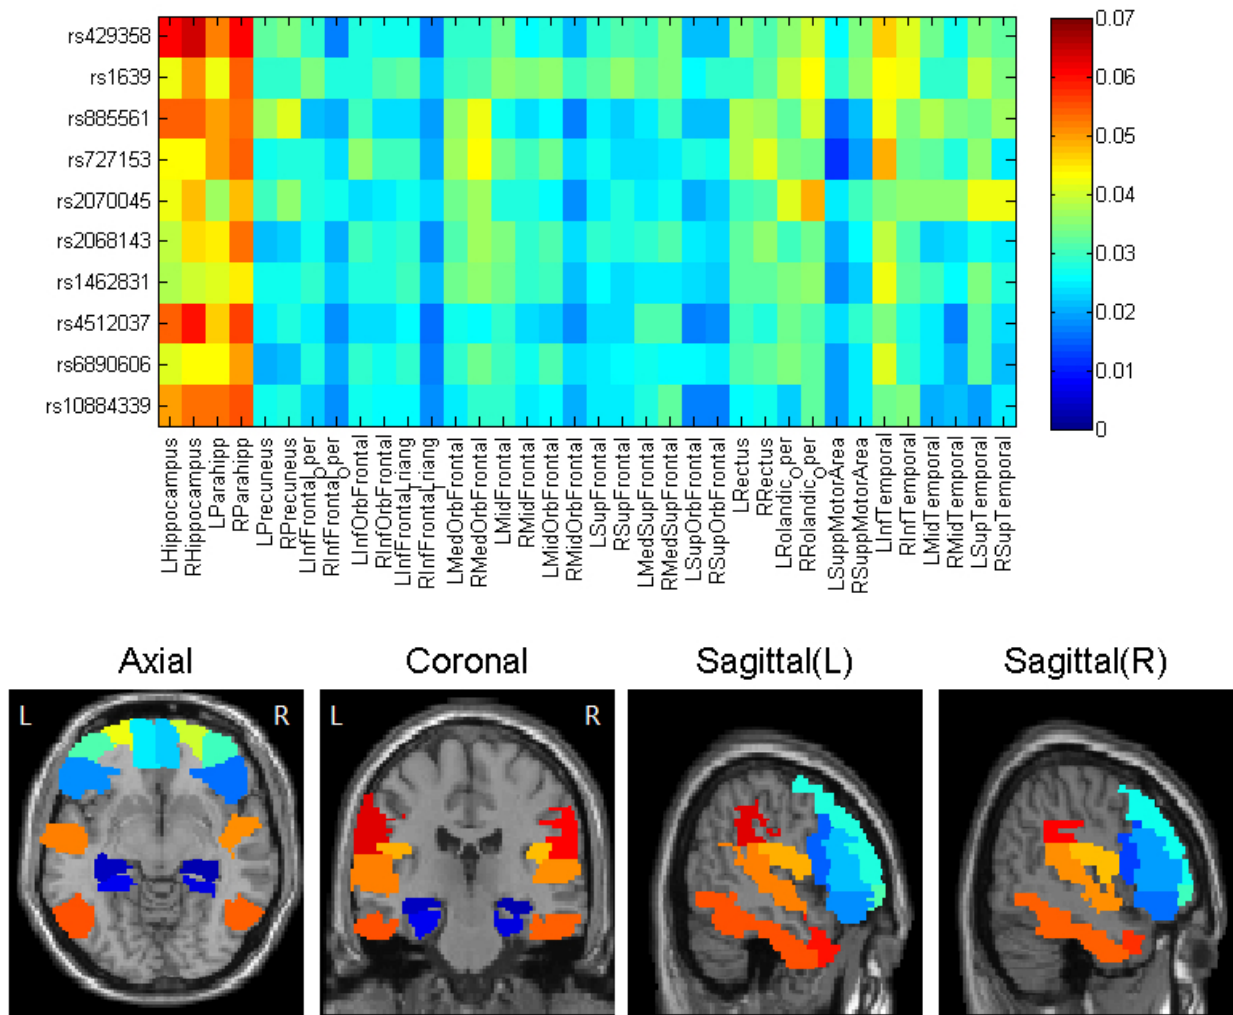 rs429358
rs1639
rs885561
rs727153
rs2070045
rs2068143
rs1462831
rs4512037
rs6890606
rs10884339
0.07
0.06
0.05
0.04
0.03
0.02
0.01
0
LHippocampus
RHippocampus
LParahipp
RParahipp
LPrecuneus
RPrecuneus
LInfFrontal_Oper
RInfFrontal_Oper
LInfOrbFrontal
RInfOrbFrontal
LInfFrontal_Triang
RInfFrontal_Triang
LMedOrbFrontal
RMedOrbFrontal
LMidFrontal
RMidFrontal
LMidOrbFrontal
RMidOrbFrontal
LSupFrontal
RSupFrontal
LMedSupFrontal
RMedSupFrontal
LSupOrbFrontal
RSupOrbFrontal
LRectus
RRectus
LRolandic_Oper
RRolandic_Oper
LSuppMotorArea
RSuppMotorArea
LInfTemporal
RInfTemporal
LMidTemporal
RMidTemporal
LSupTemporal
RSupTemporal
Axial
Coronal
Sagittal(L)
Sagittal(R)
L R
L R